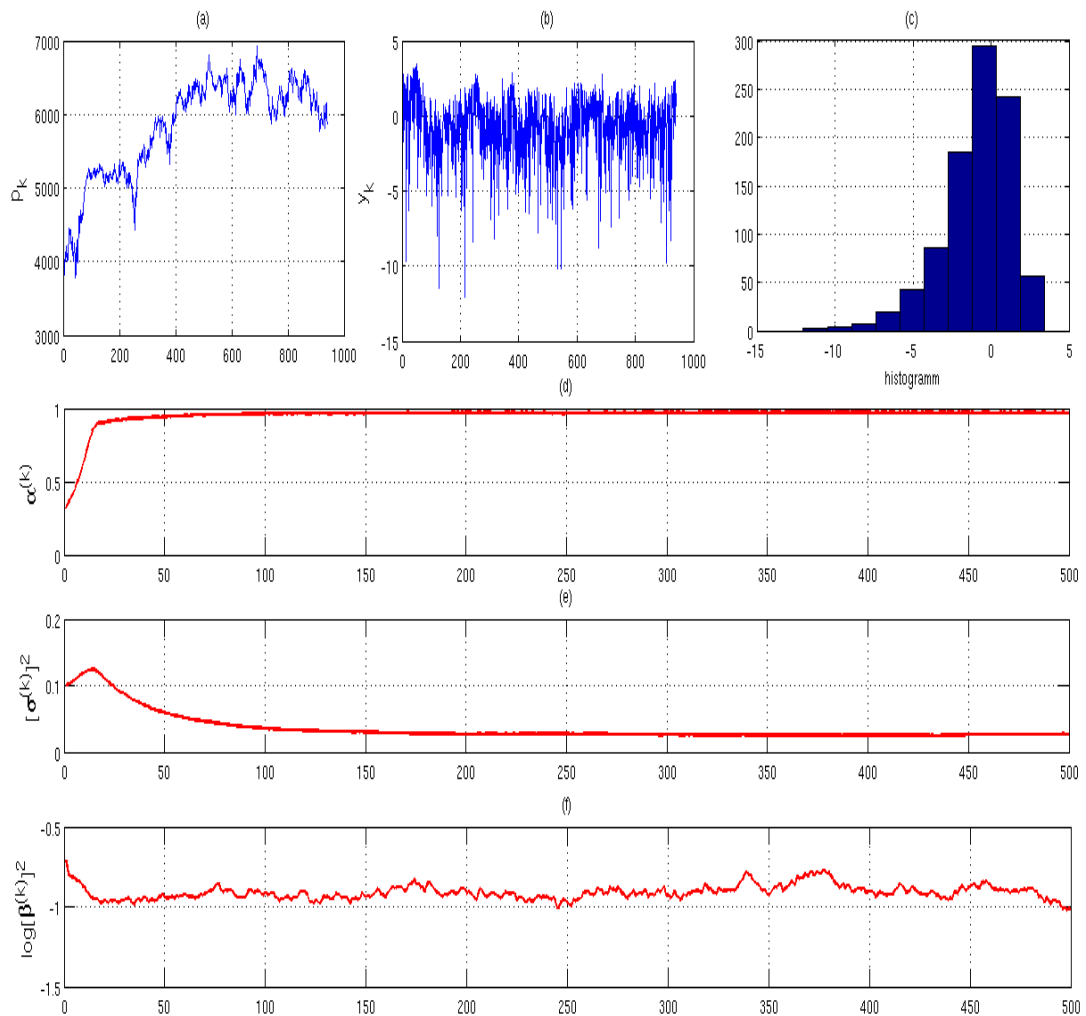 (a) (b) (c)
7000
6000
5000
4000
3000
0 200 400 600 800 1000
p_k
5
0
-5
-10
-15
0 200 400 600 800 1000
y_k
300
250
200
150
100
50
0
-15 -10 -5 0 5
histogramm
(d)
1
0.5
0
α^(k)
0 50 100 150 200 250 300 350 400 450 500
(e)
0.2
0.1
0
[σ^(k)]^2
0 50 100 150 200 250 300 350 400 450 500
(f)
-0.5
-1
-1.5
log[β^(k)]^2
0 50 100 150 200 250 300 350 400 450 500